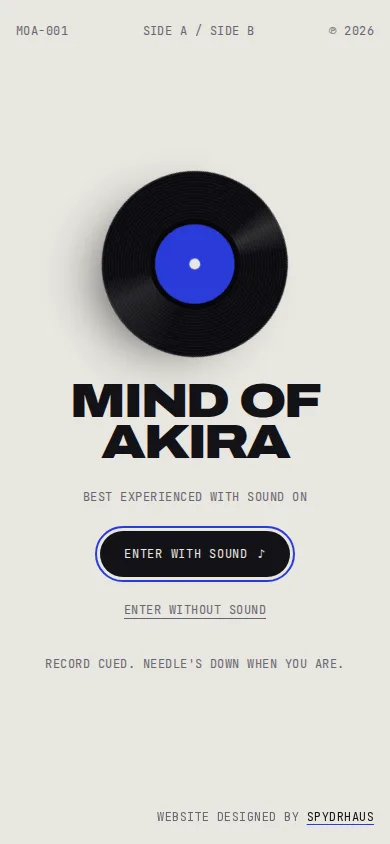 MOA-001 SIDE A / SIDE B ℗ 2026
MIND OF
AKIRA
BEST EXPERIENCED WITH SOUND ON
ENTER WITH SOUND ♪
ENTER WITHOUT SOUND
RECORD CUED. NEEDLE'S DOWN WHEN YOU ARE.
WEBSITE DESIGNED BY SPYDRHAUS